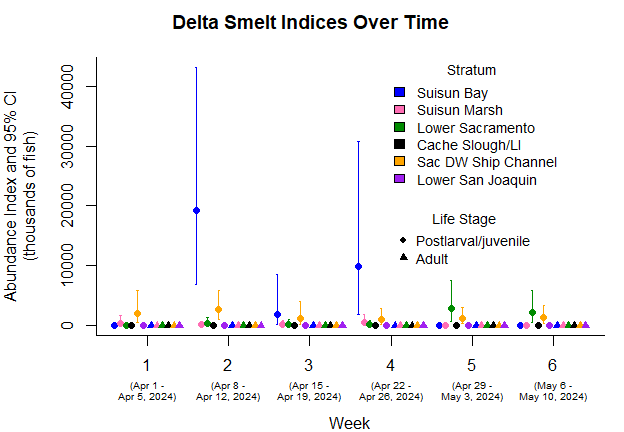 Delta Smelt Indices Over Time
Abundance Index and 95% CI
(thousands of fish)
40000
30000
20000
10000
0
Stratum
Suisun Bay
Suisun Marsh
Lower Sacramento
Cache Slough/LI
Sac DW Ship Channel
Lower San Joaquin
Life Stage
Postlarval/juvenile
Adult
1
2
3
4
5
6
(Apr 1 -
Apr 5, 2024)
(Apr 8 -
Apr 12, 2024)
(Apr 15 -
Apr 19, 2024)
(Apr 22 -
Apr 26, 2024)
(Apr 29 -
May 3, 2024)
(May 6 -
May 10, 2024)
Week